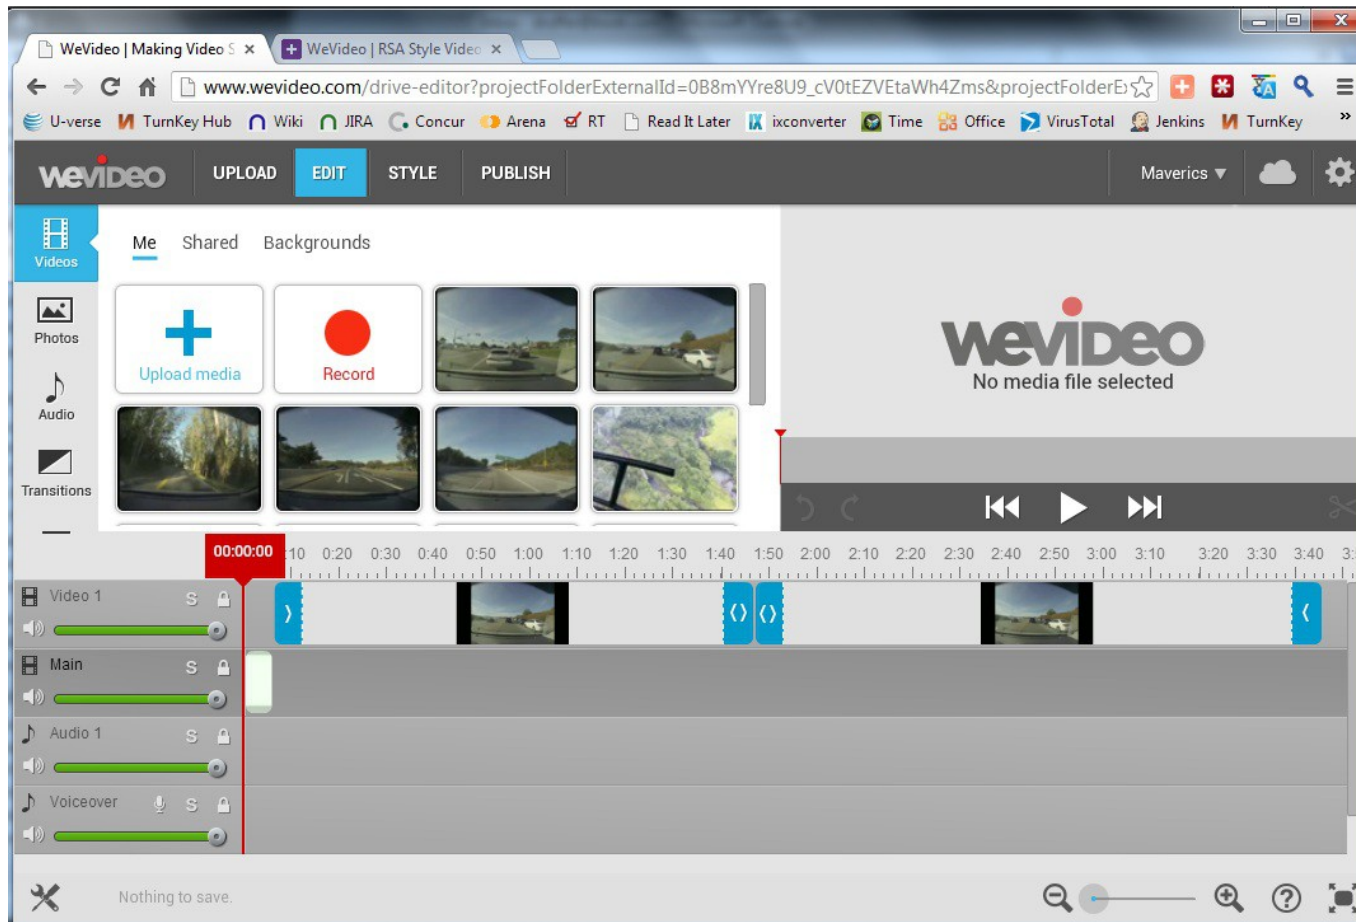 WeVideo | Making Video S
WeVideo | RSA Style Video
www.wevideo.com/drive-editor?projectFolderExternalId=0B8mYYre8U9_cV0tEZVEtaWh4Zms&projectFolderE
U-verse TurnKey Hub Wiki JIRA Concur Arena RT Read It Later ixconverter Time Office VirusTotal Jenkins TurnKey »
WEVIDEO UPLOAD EDIT STYLE PUBLISH Maverics
Videos
Me Shared Backgrounds
Photos
Upload media
Record
Audio
Transitions
WEVIDEO
No media file selected
00:00:00 :10 0:20 0:30 0:40 0:50 1:00 1:10 1:20 1:30 1:40 1:50 2:00 2:10 2:20 2:30 2:40 2:50 3:00 3:10 3:20 3:30 3:40 3:
Video 1 S
Main S
Audio 1 S
Voiceover S
Nothing to save.